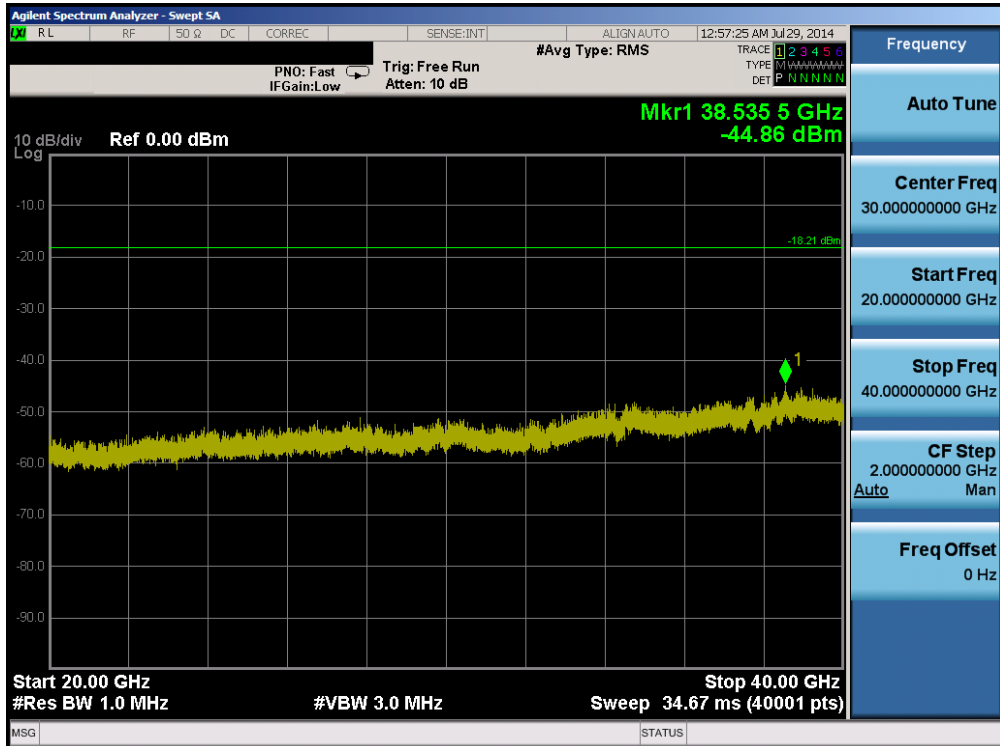 Agilent Spectrum Analyzer - Swept SA
LXI RL RF 50 Ω DC CORREC SENSE:INT ALIGN AUTO 12:57:25 AM Jul 29, 2014
#Avg Type: RMS
TRACE 1 2 3 4 5 6
TYPE M WWWWW
DET P N N N N N
PNO: Fast Trig: Free Run
IFGain:Low Atten: 10 dB
Mkr1 38.535 5 GHz
-44.86 dBm
10 dB/div Ref 0.00 dBm
Log
-10.0
-18.21 dBm
-20.0
-30.0
-40.0
1
-50.0
-60.0
-70.0
-80.0
-90.0
Start 20.00 GHz Stop 40.00 GHz
#Res BW 1.0 MHz #VBW 3.0 MHz Sweep 34.67 ms (40001 pts)
MSG STATUS
Frequency
Auto Tune
Center Freq
30.000000000 GHz
Start Freq
20.000000000 GHz
Stop Freq
40.000000000 GHz
CF Step
2.000000000 GHz
Auto Man
Freq Offset
0 Hz